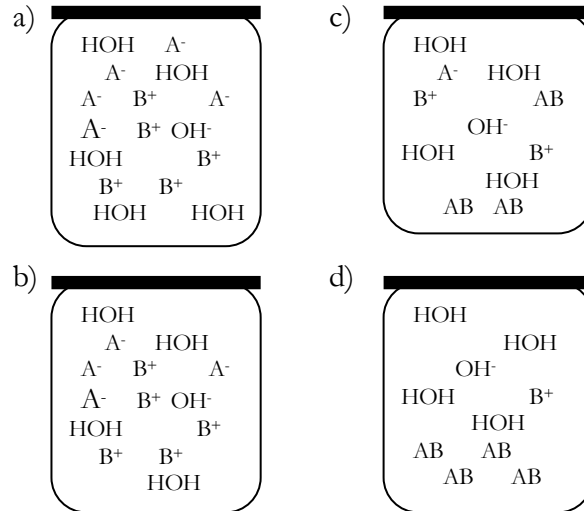 a)
HOH A⁻
A⁻ HOH
A⁻ B⁺ A⁻
A⁻ B⁺ OH⁻
HOH B⁺
B⁺ B⁺
HOH HOH
b)
HOH
A⁻ HOH
A⁻ B⁺ A⁻
A⁻ B⁺ OH⁻
HOH B⁺
B⁺ B⁺
HOH
c)
HOH
A⁻ HOH
B⁺ AB
OH⁻
HOH B⁺
HOH
AB AB
d)
HOH
HOH
OH⁻
HOH B⁺
HOH
AB AB
AB AB